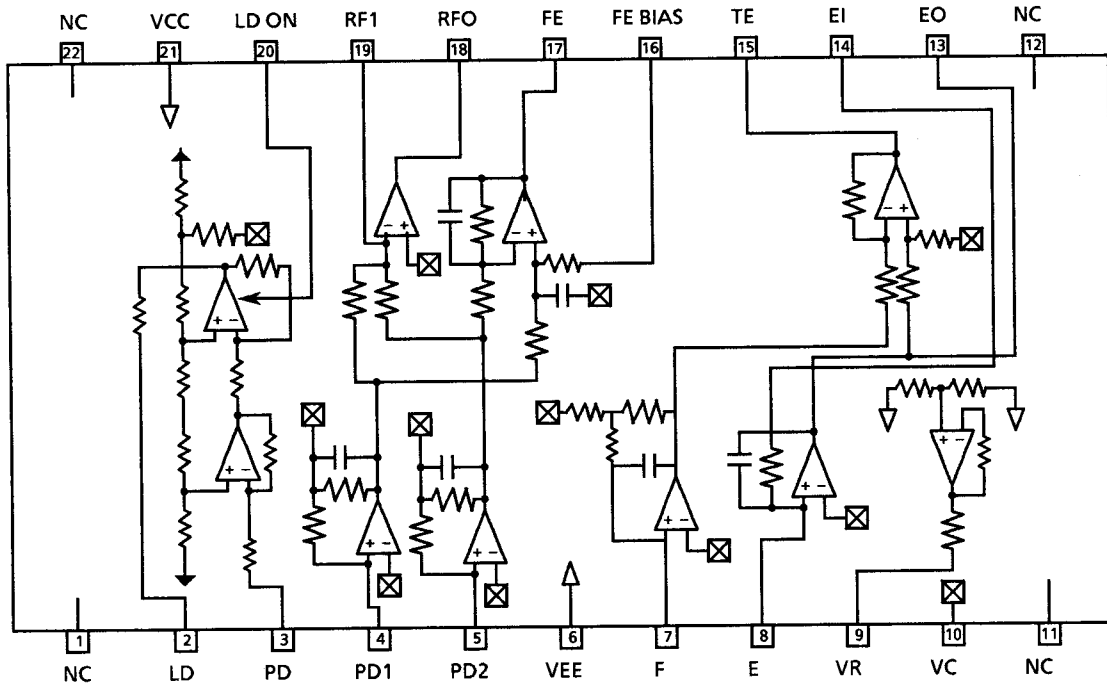 NC VCC LD ON RF1 RFO FE FE BIAS TE EI EO NC
22 21 20 19 18 17 16 15 14 13 12
- +
- +
- +
+ -
+ -
+ -
+ -
+ -
+ -
+ -
1 2 3 4 5 6 7 8 9 10 11
NC LD PD PD1 PD2 VEE F E VR VC NC